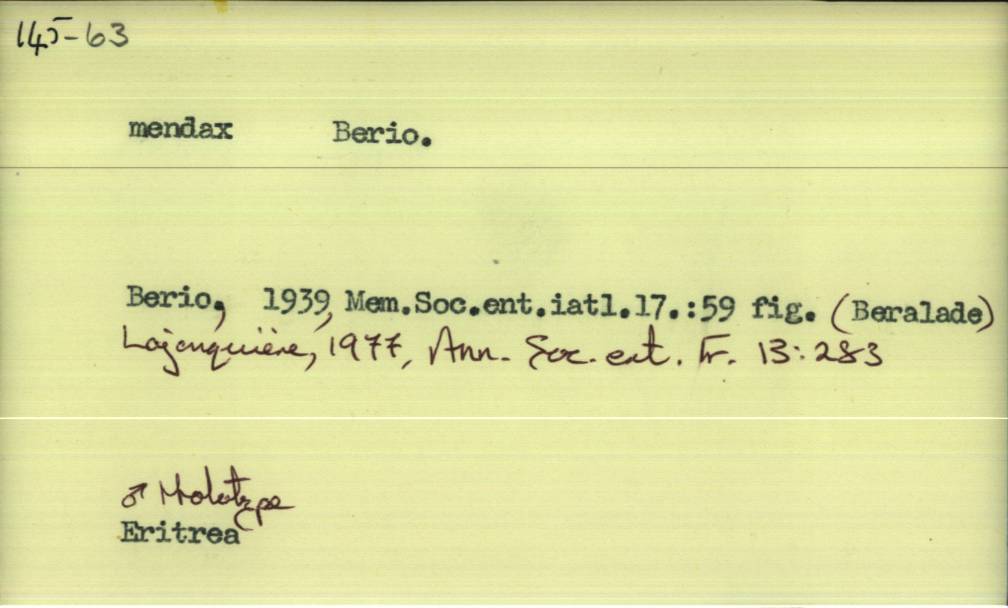 145-63
mendax Berio.
Berio, 1939, Mem.Soc.ent.iatl.17.:59 fig. (Beralade)
Lajonquière, 1977, Ann. Soc. ent. Fr. 13: 283
♂ Holotype
Eritrea